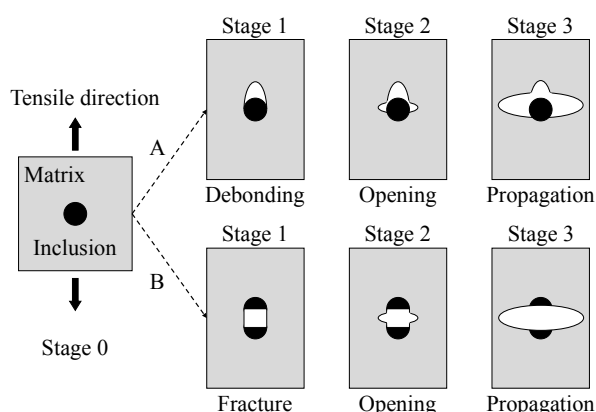 Tensile direction
Matrix
Inclusion
Stage 0
A
B
Stage 1
Stage 2
Stage 3
Debonding
Opening
Propagation
Stage 1
Stage 2
Stage 3
Fracture
Opening
Propagation